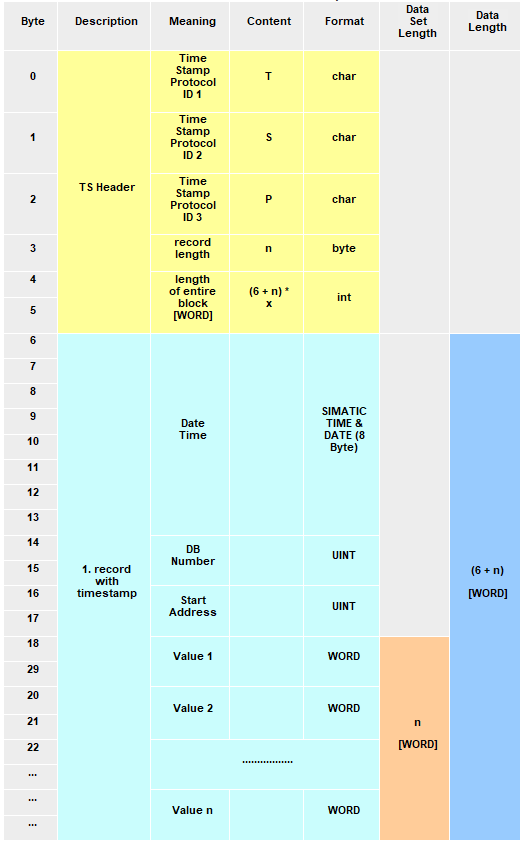 Byte Description Meaning Content Format Data Set Length Data Length
0 TS Header Time Stamp Protocol ID 1 T char
1 Time Stamp Protocol ID 2 S char
2 Time Stamp Protocol ID 3 P char
3 record length n byte
4 length of entire block [WORD] (6 + n) * x int
5
6 1. record with timestamp Date Time SIMATIC TIME & DATE (8 Byte) (6 + n) [WORD]
7
8
9
10
11
12
13
14 DB Number UINT
15
16 Start Address UINT
17
18 Value 1 WORD n [WORD]
29
20 Value 2 WORD
21
22 .................
...
... Value n WORD
...